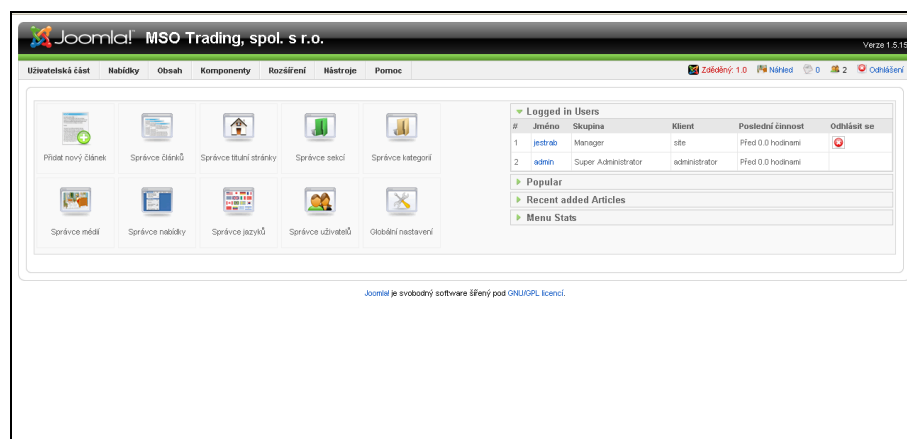 Joomla! MSO Trading, spol. s r.o.
Verze 1.5.15
Uživatelská část Nabídky Obsah Komponenty Rozšíření Nástroje Pomoc Zděděný: 1.0 Náhled 0 2 Odhlášení
Přidat nový článek Správce článků Správce titulní stránky Správce sekcí Správce kategorií
Správce médií Správce nabídky Správce jazyků Správce uživatelů Globální nastavení
Logged in Users
# Jméno Skupina Klient Poslední činnost Odhlásit se
1 jestrab Manager site Před 0.0 hodinami
2 admin Super Administrator administrator Před 0.0 hodinami
Popular
Recent added Articles
Menu Stats
Joomla! je svobodný software šířený pod GNU/GPL licencí.